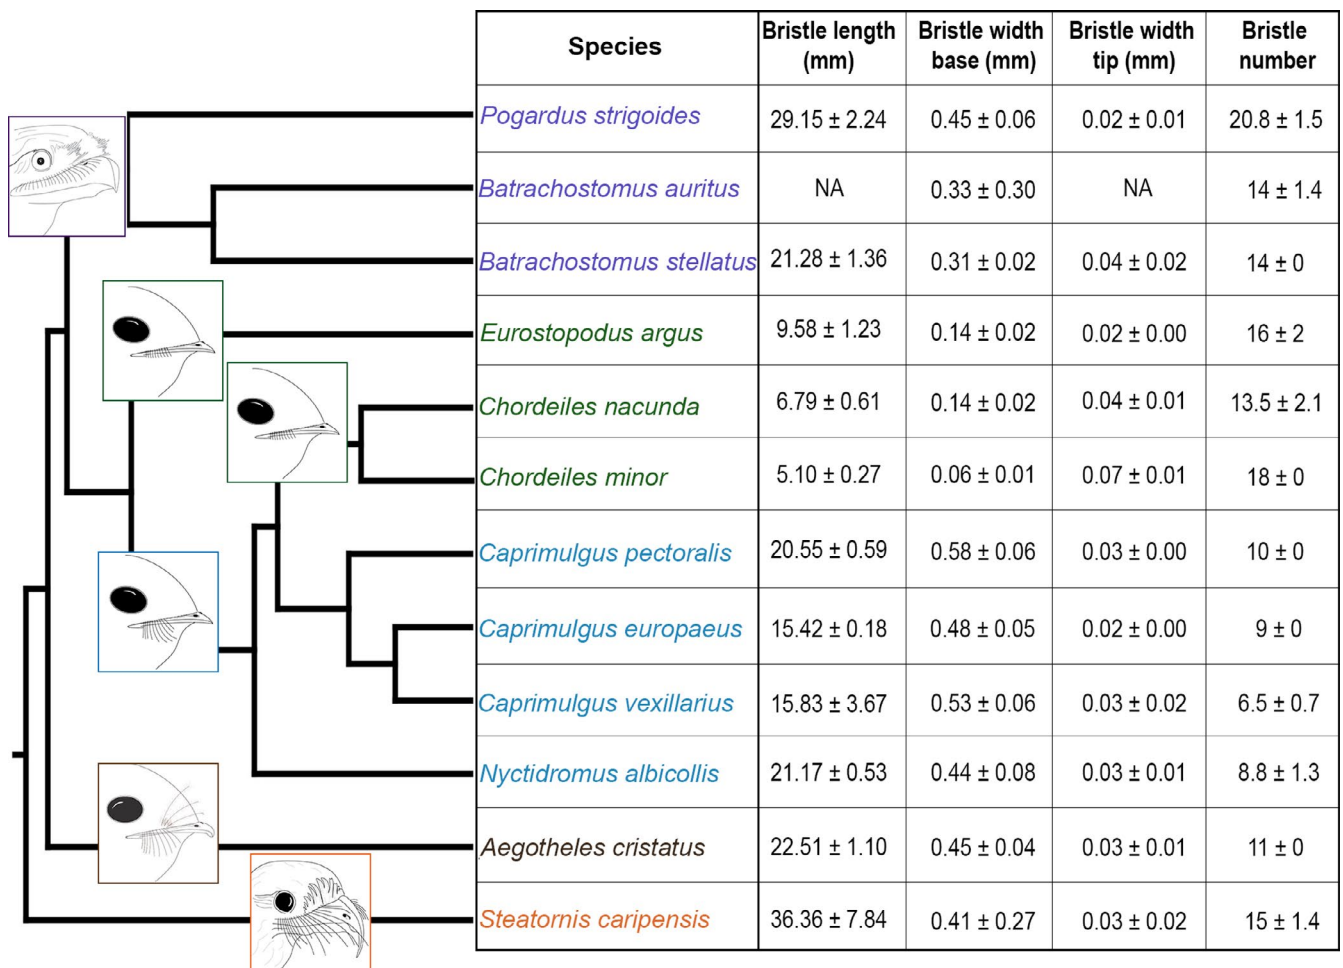 Species Bristle length (mm) Bristle width base (mm) Bristle width tip (mm) Bristle number
Pogardus strigoides 29.15 ± 2.24 0.45 ± 0.06 0.02 ± 0.01 20.8 ± 1.5
Batrachostomus auritus NA 0.33 ± 0.30 NA 14 ± 1.4
Batrachostomus stellatus 21.28 ± 1.36 0.31 ± 0.02 0.04 ± 0.02 14 ± 0
Eurostopodus argus 9.58 ± 1.23 0.14 ± 0.02 0.02 ± 0.00 16 ± 2
Chordeiles nacunda 6.79 ± 0.61 0.14 ± 0.02 0.04 ± 0.01 13.5 ± 2.1
Chordeiles minor 5.10 ± 0.27 0.06 ± 0.01 0.07 ± 0.01 18 ± 0
Caprimulgus pectoralis 20.55 ± 0.59 0.58 ± 0.06 0.03 ± 0.00 10 ± 0
Caprimulgus europaeus 15.42 ± 0.18 0.48 ± 0.05 0.02 ± 0.00 9 ± 0
Caprimulgus vexillarius 15.83 ± 3.67 0.53 ± 0.06 0.03 ± 0.02 6.5 ± 0.7
Nyctidromus albicollis 21.17 ± 0.53 0.44 ± 0.08 0.03 ± 0.01 8.8 ± 1.3
Aegotheles cristatus 22.51 ± 1.10 0.45 ± 0.04 0.03 ± 0.01 11 ± 0
Steatornis caripensis 36.36 ± 7.84 0.41 ± 0.27 0.03 ± 0.02 15 ± 1.4